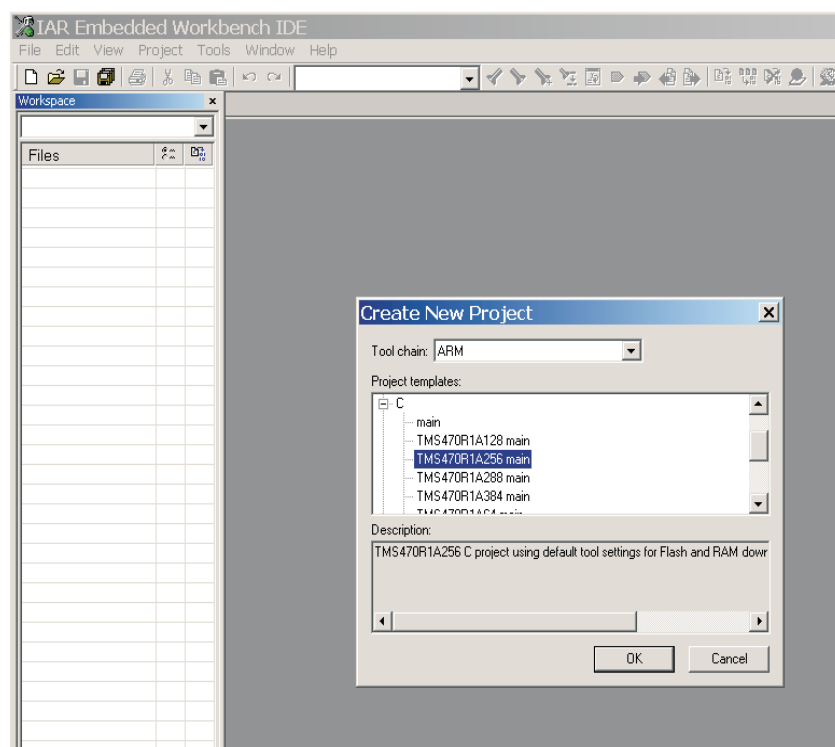 IAR Embedded Workbench IDE
File Edit View Project Tools Window Help
Workspace
Files
Create New Project
Tool chain: ARM
Project templates:
C
main
TMS470R1A128 main
TMS470R1A256 main
TMS470R1A288 main
TMS470R1A384 main
TMS470R1A64 main
Description:
TMS470R1A256 C project using default tool settings for Flash and RAM dowr
OK Cancel